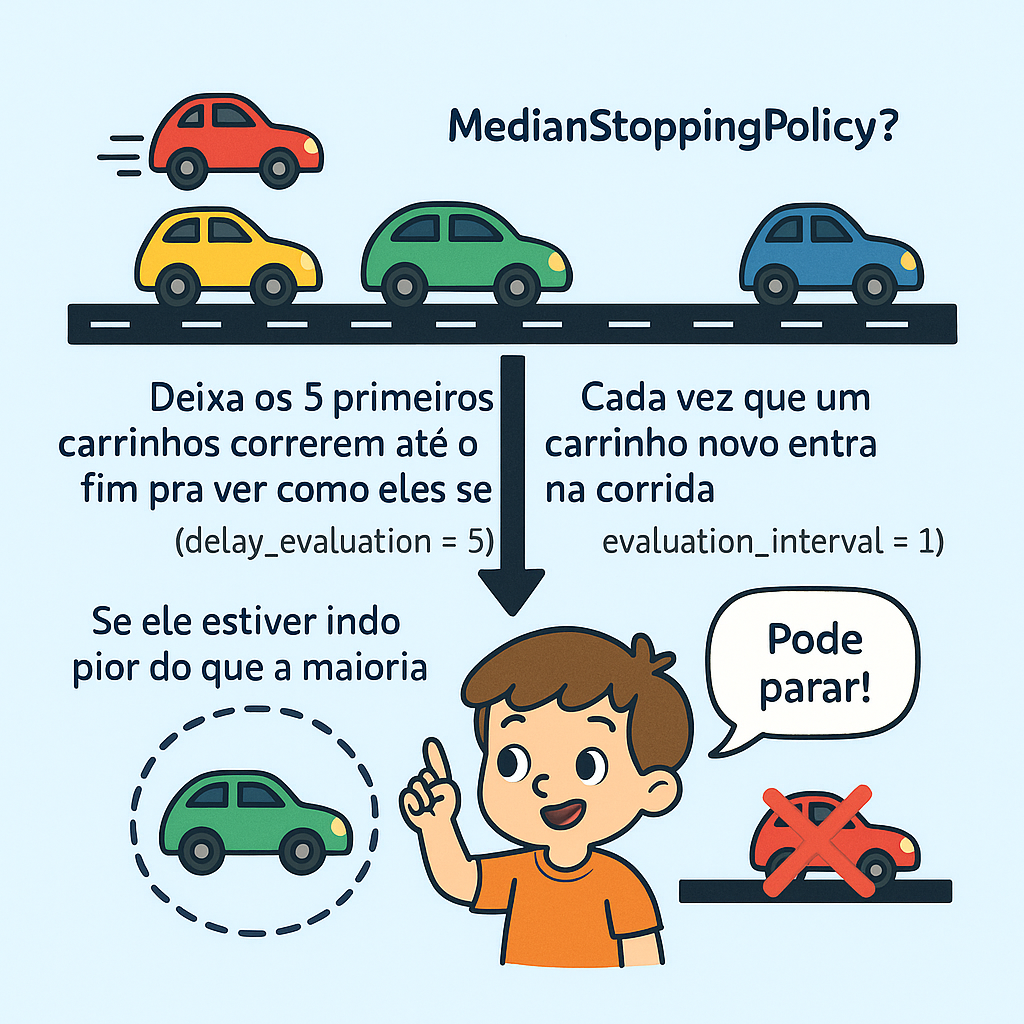 MedianStoppingPolicy?
Deixa os 5 primeiros
carrinhos correrem até o
fim pra ver como eles se
(delay_evaluation = 5)
Cada vez que um
carrinho novo entra
na corrida
evaluation_interval = 1)
Se ele estiver indo
pior do que a maioria
Pode
parar!